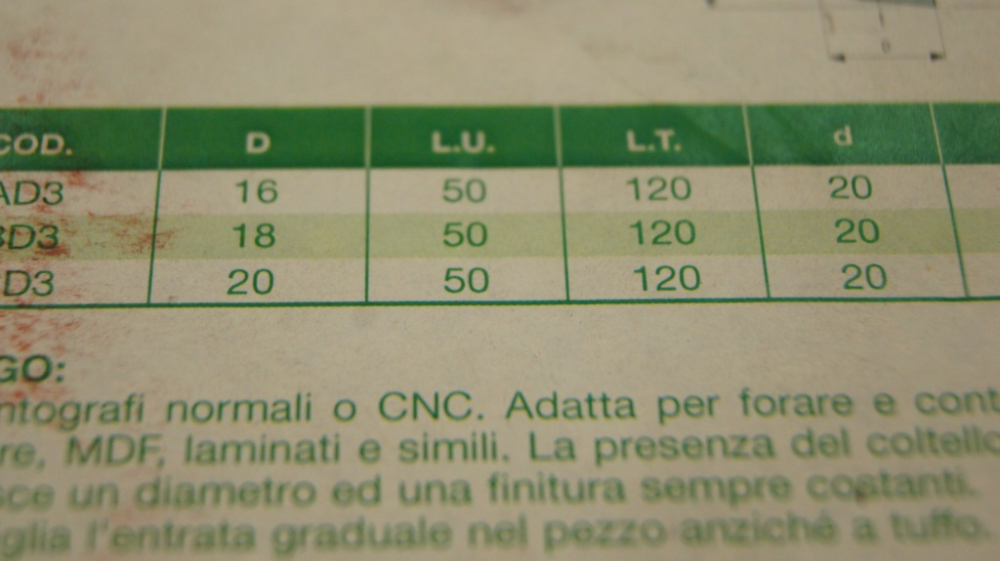 D
COD. D L.U. L.T. d
AD3 16 50 120 20
BD3 18 50 120 20
D3 20 50 120 20
GO:
ntografi normali o CNC. Adatta per forare e cont
re, MDF, laminati e simili. La presenza del coltello
sce un diametro ed una finitura sempre costanti.
glia l'entrata graduale nel pezzo anziché a tuffo.